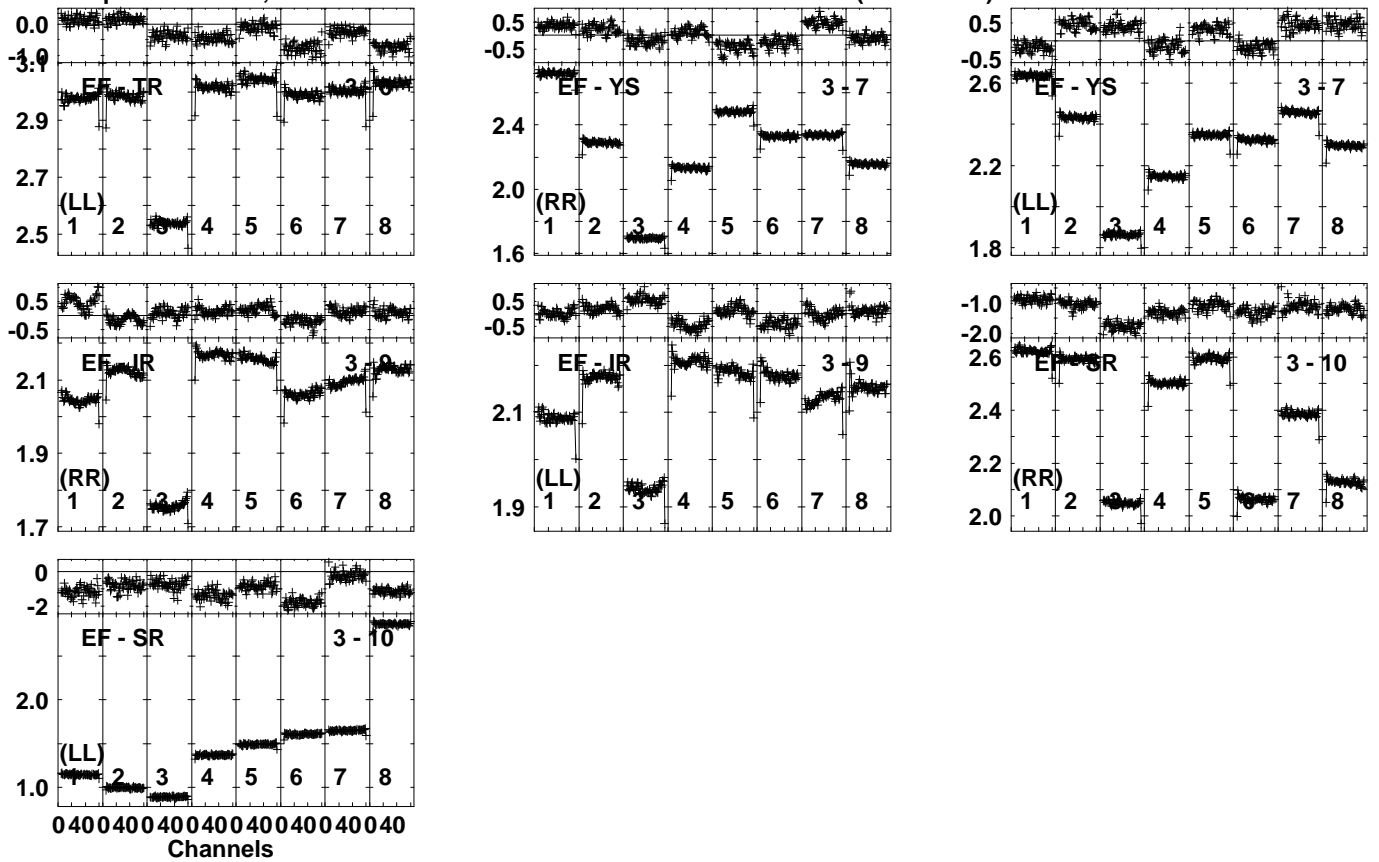 0.0
-1.0
3.1
2.9
2.7
2.5
EF - TR
(LL)
1 2 3 4 5 6 7 8
0.5
-0.5
2.4
2.0
1.6
EF - YS 3 - 7
(RR)
1 2 3 4 5 6 7 8
0.5
-0.5
2.6
2.2
1.8
EF - YS 3 - 7
(LL)
1 2 3 4 5 6 7 8
0.5
-0.5
2.1
1.9
1.7
EF - IR 3 - 9
(RR)
1 2 3 4 5 6 7 8
0.5
-0.5
2.1
1.9
EF - IR 3 - 9
(LL)
1 2 3 4 5 6 7 8
-1.0
-2.0
2.6
2.4
2.2
2.0
EF - SR 3 - 10
(RR)
1 2 3 4 5 6 7 8
0
-2
2.0
1.0
EF - SR 3 - 10
(LL)
1 2 3 4 5 6 7 8
0 40 0 40 0 40 0 40 0 40 0 40 0 40 0 40
Channels